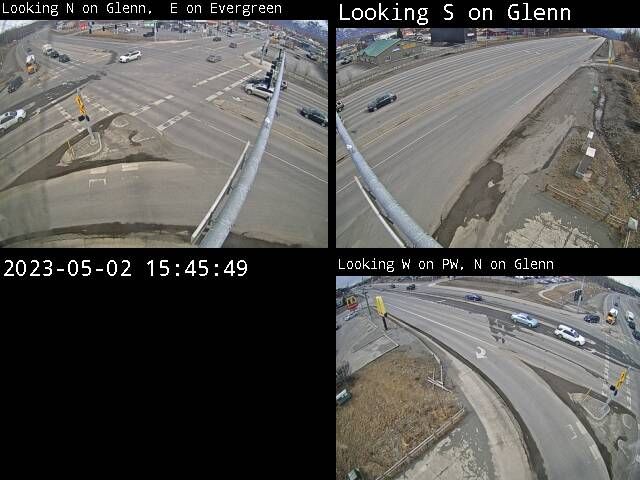 Looking N on Glenn,  E on Evergreen
Looking S on Glenn
2023-05-02 15:45:49
Looking W on PW, N on Glenn